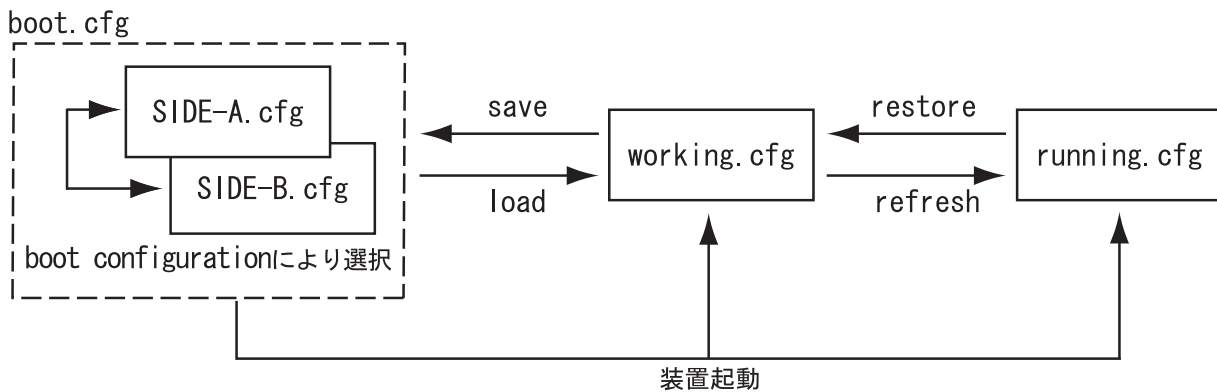 boot.cfg
SIDE-A.cfg
SIDE-B.cfg
boot configurationにより選択
save
load
working.cfg
restore
refresh
running.cfg
装置起動